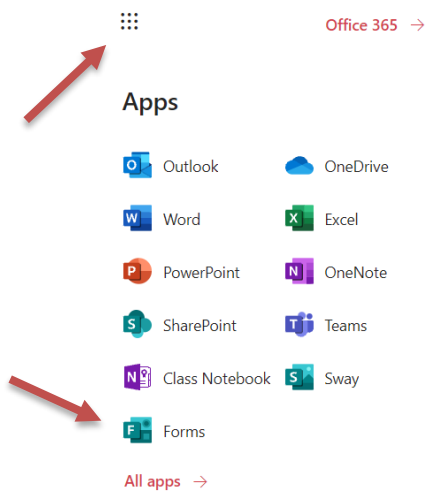 Office 365 →
Apps
Outlook OneDrive
Word Excel
PowerPoint OneNote
SharePoint Teams
Class Notebook Sway
Forms
All apps →